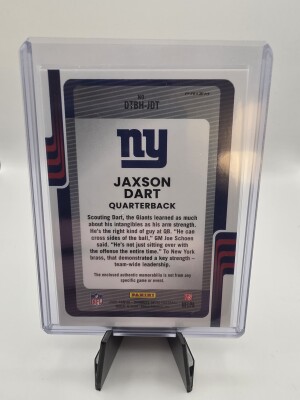 NO.
QTBH-JDT
ny
JAXSON
DART
QUARTERBACK
Scouting Dart, the Giants learned as much
about his intangibles as his arm strength.
He's the right kind of guy at QB. "He can
cross sides of the ball," GM Joe Schoen
said. "He's not just sitting over with
the offense the entire time." To New York
brass, that demonstrated a key strength –
team-wide leadership.
The enclosed authentic memorabilia is not from any
specific game or event.
NFL
PANINI